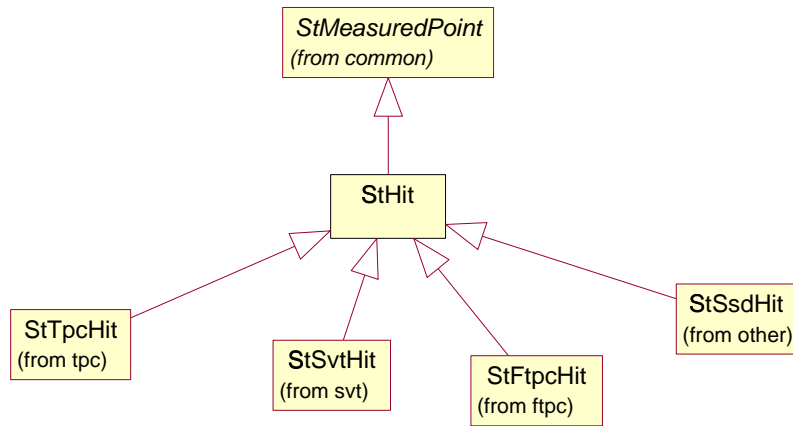 StMeasuredPoint
(from common)
StHit
StTpcHit
(from tpc)
StSvtHit
(from svt)
StFtpcHit
(from ftpc)
StSsdHit
(from other)